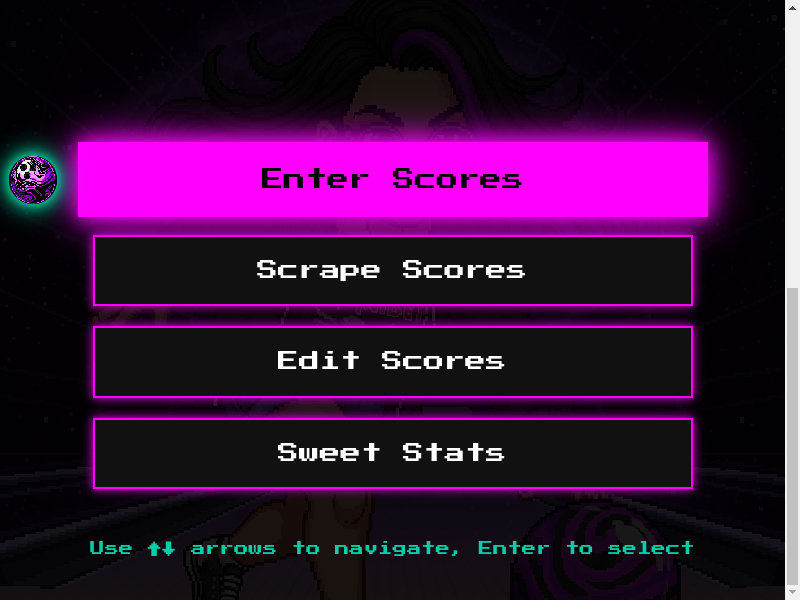 Enter Scores
Scrape Scores
Edit Scores
Sweet Stats
Use ⬆⬇ arrows to navigate, Enter to select